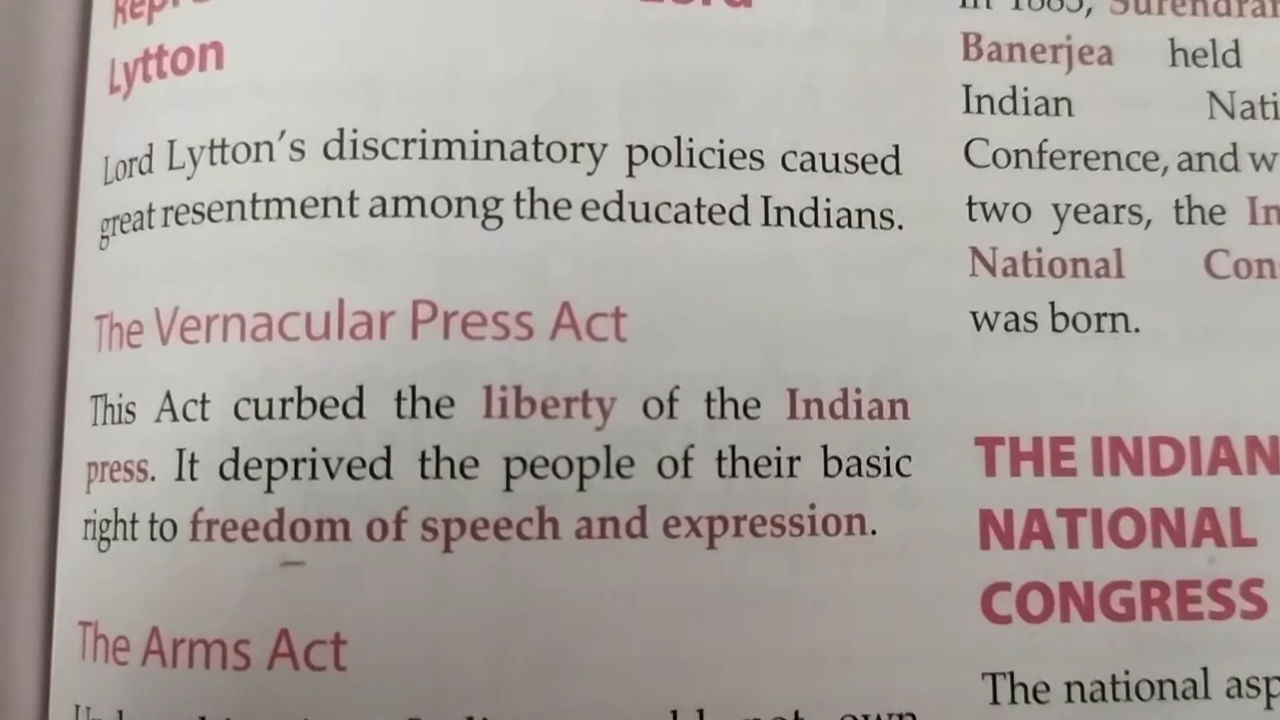 Lytton
Lord Lytton's discriminatory policies caused
great resentment among the educated Indians.
The Vernacular Press Act
This Act curbed the liberty of the Indian
press. It deprived the people of their basic
right to freedom of speech and expression.
The Arms Act
Banerjea held
Indian
Conference, and
two years, the
National
was born.
THE INDIAN
NATIONAL
CONGRESS
The national